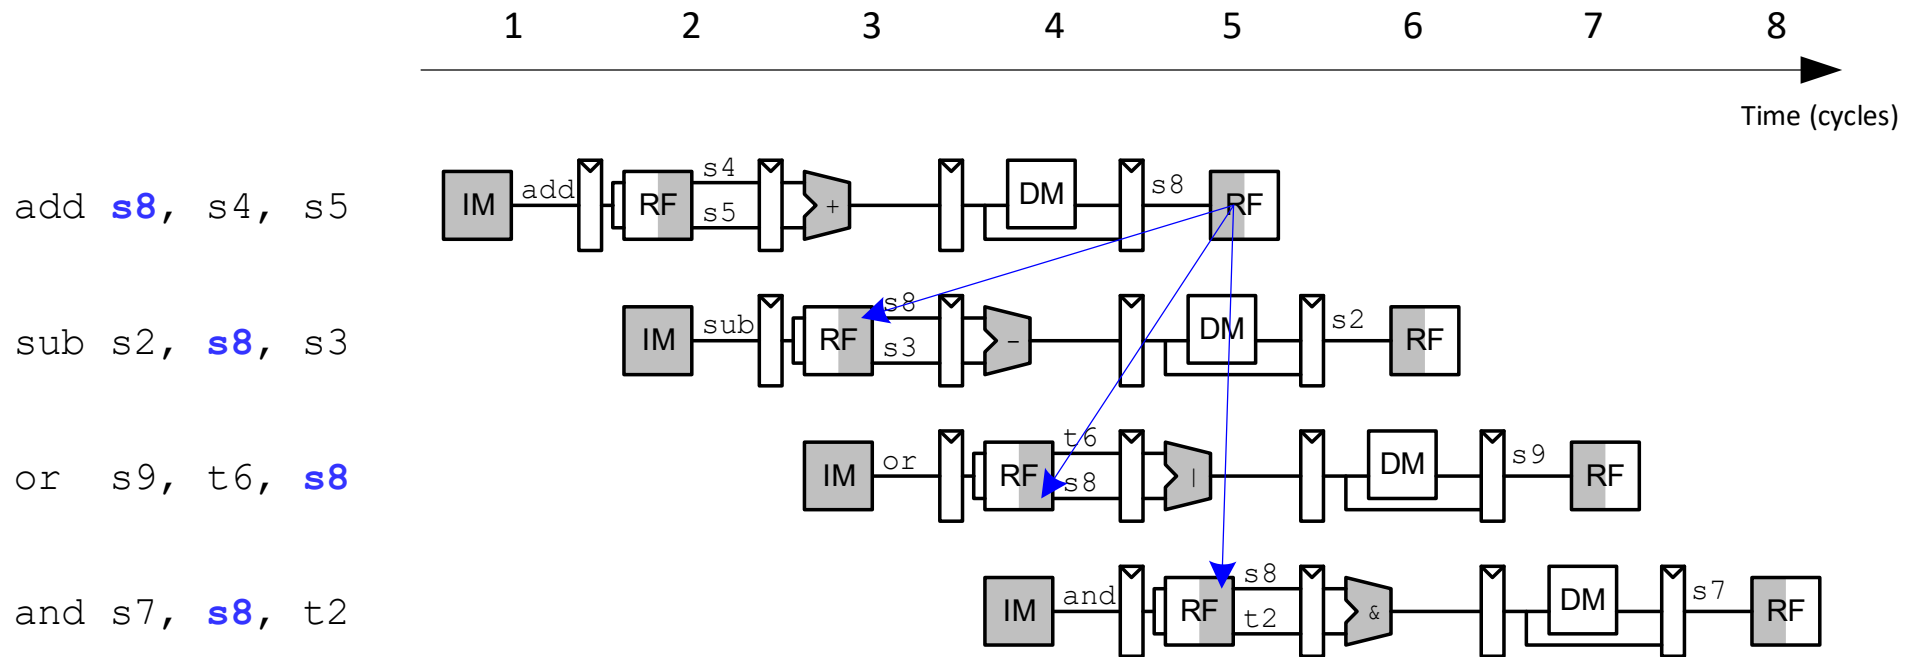 1 2 3 4 5 6 7 8
Time (cycles)
add s8, s4, s5 IM add RF s4 s5 + DM s8 RF
sub s2, s8, s3 IM sub RF s8 s3 - DM s2 RF
or s9, t6, s8 IM or RF t6 s8 | DM s9 RF
and s7, s8, t2 IM and RF s8 t2 & DM s7 RF